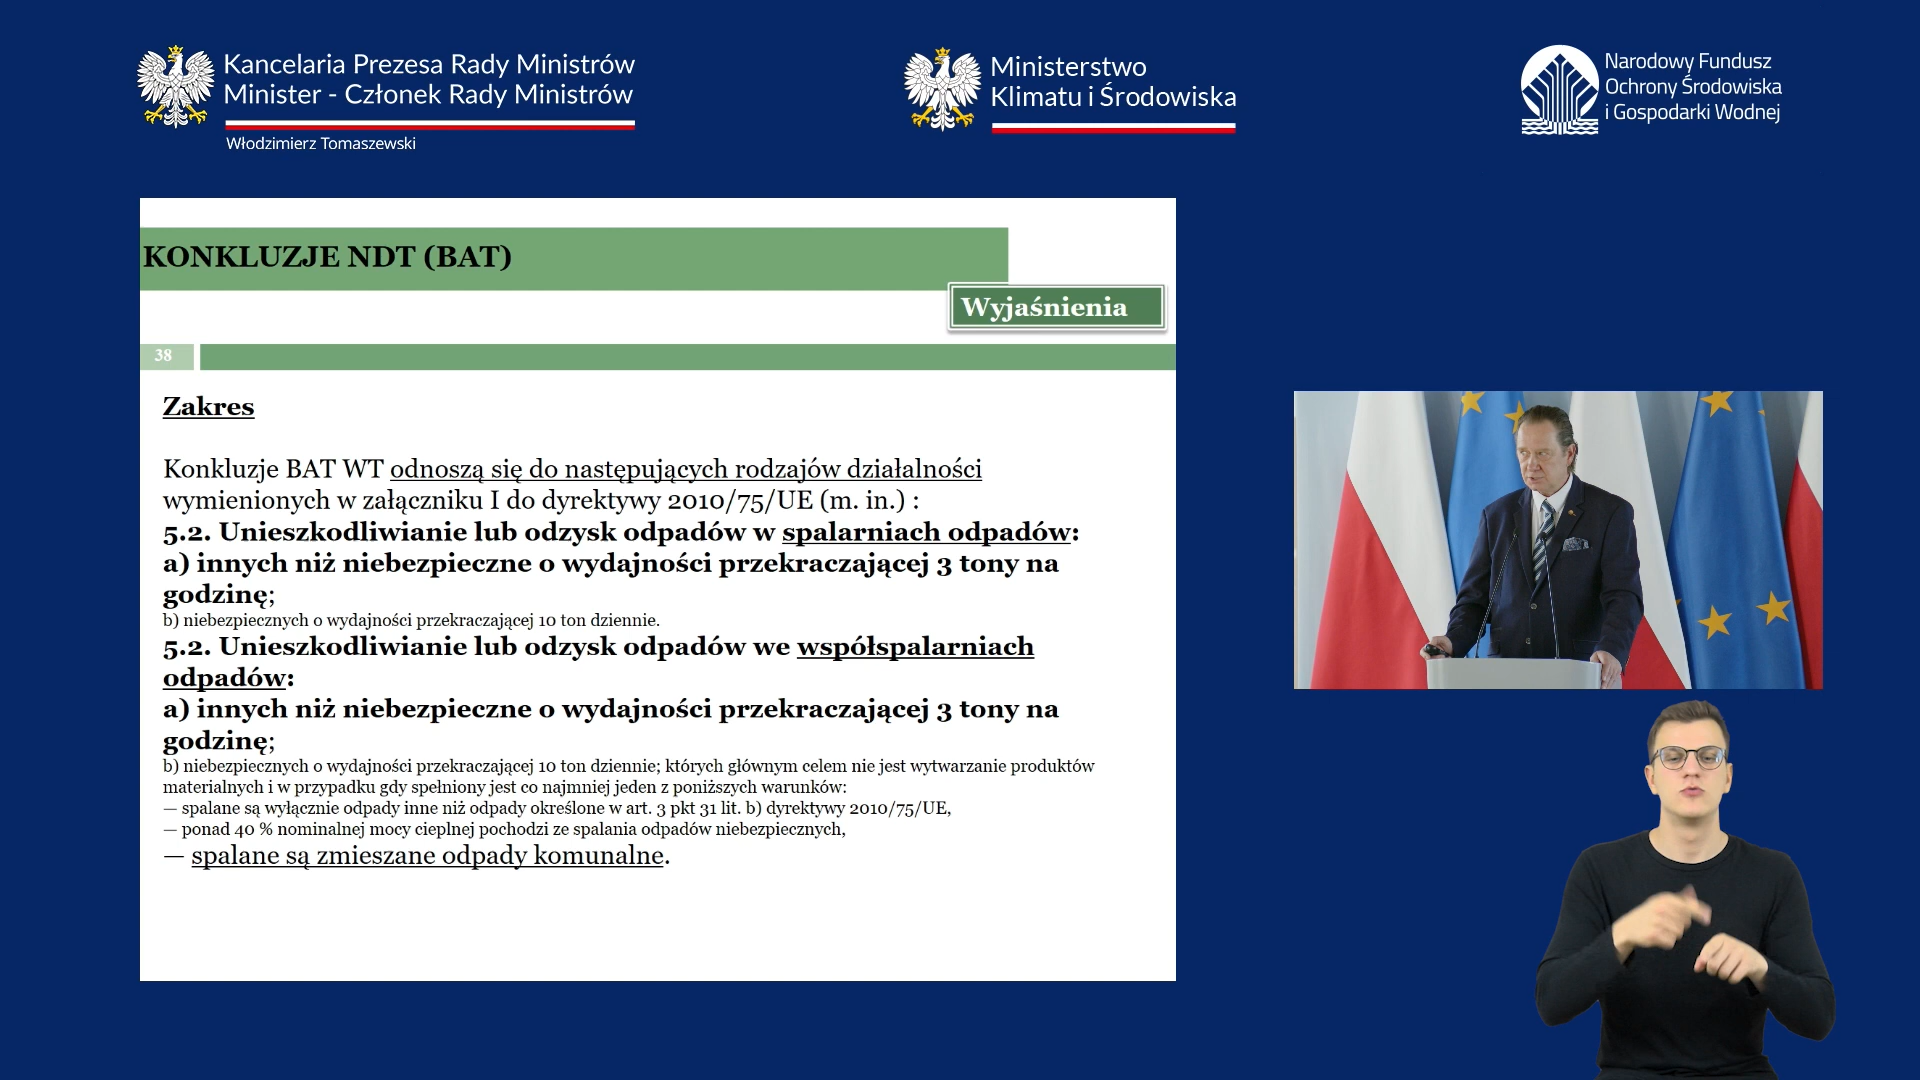 Kancelaria Prezesa Rady Ministrów
Minister - Członek Rady Ministrów
Włodzimierz Tomaszewski
Ministerstwo
Klimatu i Środowiska
Narodowy Fundusz
Ochrony Środowiska
i Gospodarki Wodnej
KONKLUZJE NDT (BAT)
Wyjaśnienia
38
Zakres
Konkluzje BAT WT odnoszą się do następujących rodzajów działalności
wymienionych w załączniku I do dyrektywy 2010/75/UE (m. in.) :
5.2. Unieszkodliwianie lub odzysk odpadów w spalarniach odpadów:
a) innych niż niebezpieczne o wydajności przekraczającej 3 tony na
godzinę;
b) niebezpiecznych o wydajności przekraczającej 10 ton dziennie.
5.2. Unieszkodliwianie lub odzysk odpadów we współspalarniach
odpadów:
a) innych niż niebezpieczne o wydajności przekraczającej 3 tony na
godzinę;
b) niebezpiecznych o wydajności przekraczającej 10 ton dziennie; których głównym celem nie jest wytwarzanie produktów
materialnych i w przypadku gdy spełniony jest co najmniej jeden z poniższych warunków:
— spalane są wyłącznie odpady inne niż odpady określone w art. 3 pkt 31 lit. b) dyrektywy 2010/75/UE,
— ponad 40 % nominalnej mocy cieplnej pochodzi ze spalania odpadów niebezpiecznych,
— spalane są zmieszane odpady komunalne.